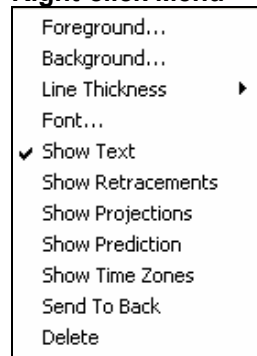 Right-click Menu
Foreground...
Background...
Line Thickness
Font...
Show Text
Show Retracements
Show Projections
Show Prediction
Show Time Zones
Send To Back
Delete